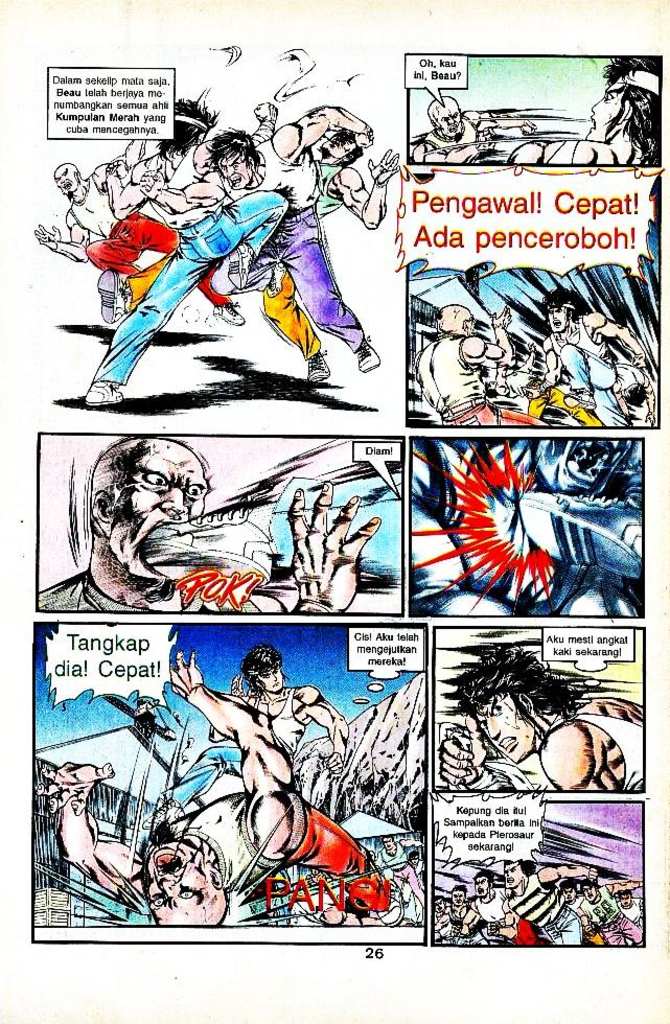 Dalam sekelip mata saja,
Beau telah berjaya me-
numbangkan semua ahli
Kumpulan Merah yang
cuba mencegahnya.
Oh, kau
ini, Beau?
Pengawal! Cepat!
Ada penceroboh!
Diam!
POK!
Tangkap
dia! Cepat!
Cis! Aku telah
mengejutkan
mereka!
PANG!
Aku mesti angkat
kaki sekarang!
Kepung dia itu!
Sampaikan berita ini
kepada Pterosaur
sekarang!
26